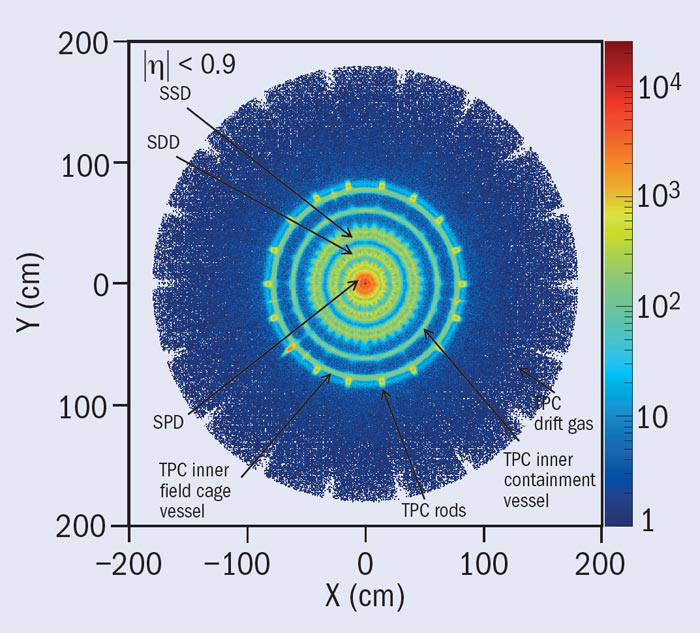 |η| < 0.9
SSD
SDD
SPD
TPC inner
field cage
vessel
TPC rods
TPC inner
containment
vessel
TPC
drift gas
Y (cm)
200
100
0
100
200
−200
−100
0
100
200
X (cm)
10⁴
10³
10²
10
1